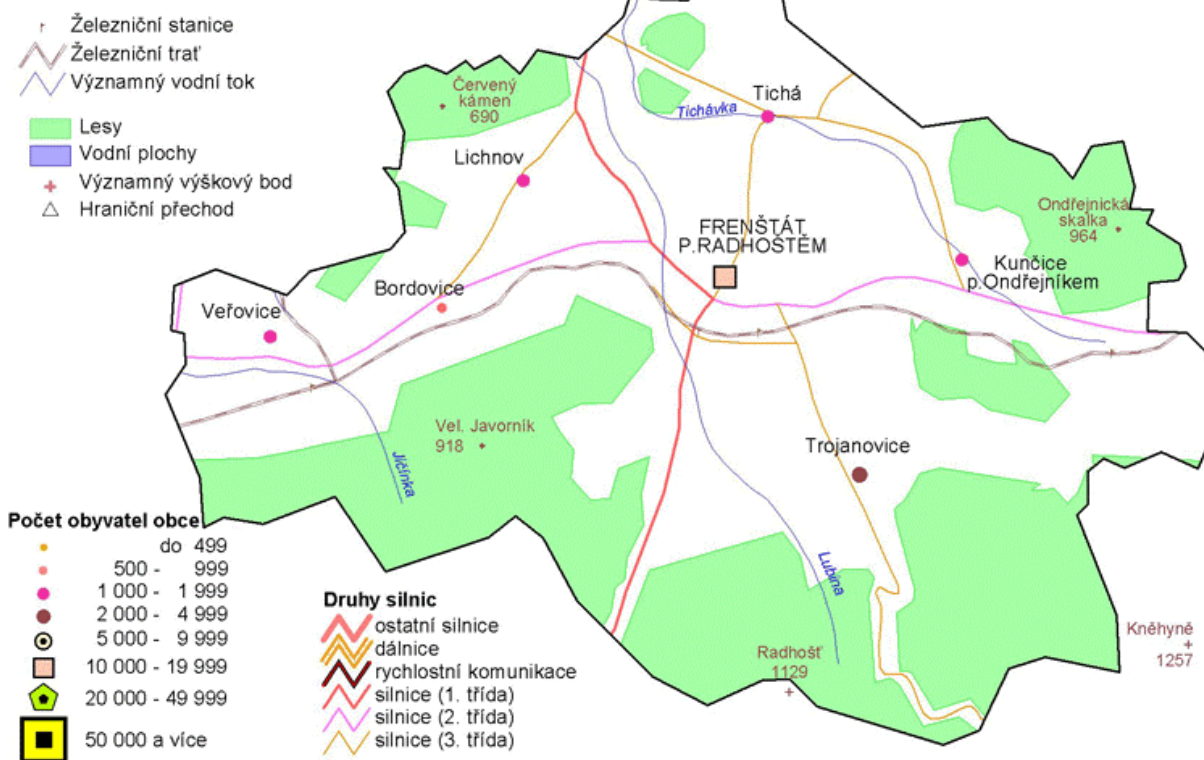 Železniční stanice
Železniční trať
Významný vodní tok
Lesy
Vodní plochy
Významný výškový bod
Hraniční přechod
Červený
kámen
690
Tichá
Tichávka
Lichnov
Ondřejnická
skalka
964
FRENŠTÁT
P.RADHOŠTĚM
Kunčice
p.Ondřejníkem
Bordovice
Veřovice
Vel. Javorník
918
Trojanovice
Jičínka
Lubina
Radhošť
1129
Kněhyně
1257
Počet obyvatel obce
do 499
500 - 999
1 000 - 1 999
2 000 - 4 999
5 000 - 9 999
10 000 - 19 999
20 000 - 49 999
50 000 a více
Druhy silnic
ostatní silnice
dálnice
rychlostní komunikace
silnice (1. třída)
silnice (2. třída)
silnice (3. třída)